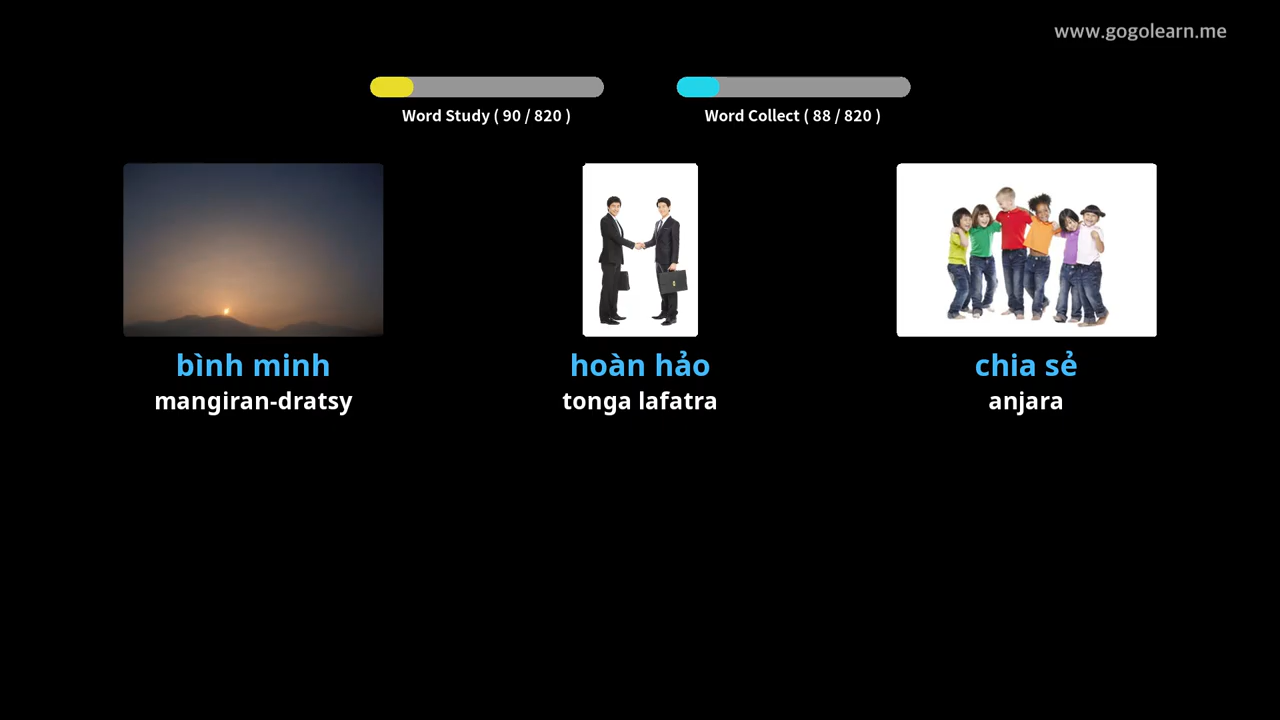 www.gogolearn.me
Word Study ( 90 / 820 )
Word Collect ( 88 / 820 )
bình minh
mangiran-dratsy
hoàn hảo
tonga lafatra
chia sẻ
anjara